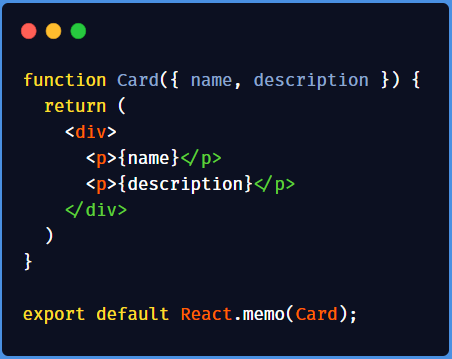 function Card({ name, description }) {
  return (
    <div>
      <p>{name}</p>
      <p>{description}</p>
    </div>
  )
}

export default React.memo(Card);